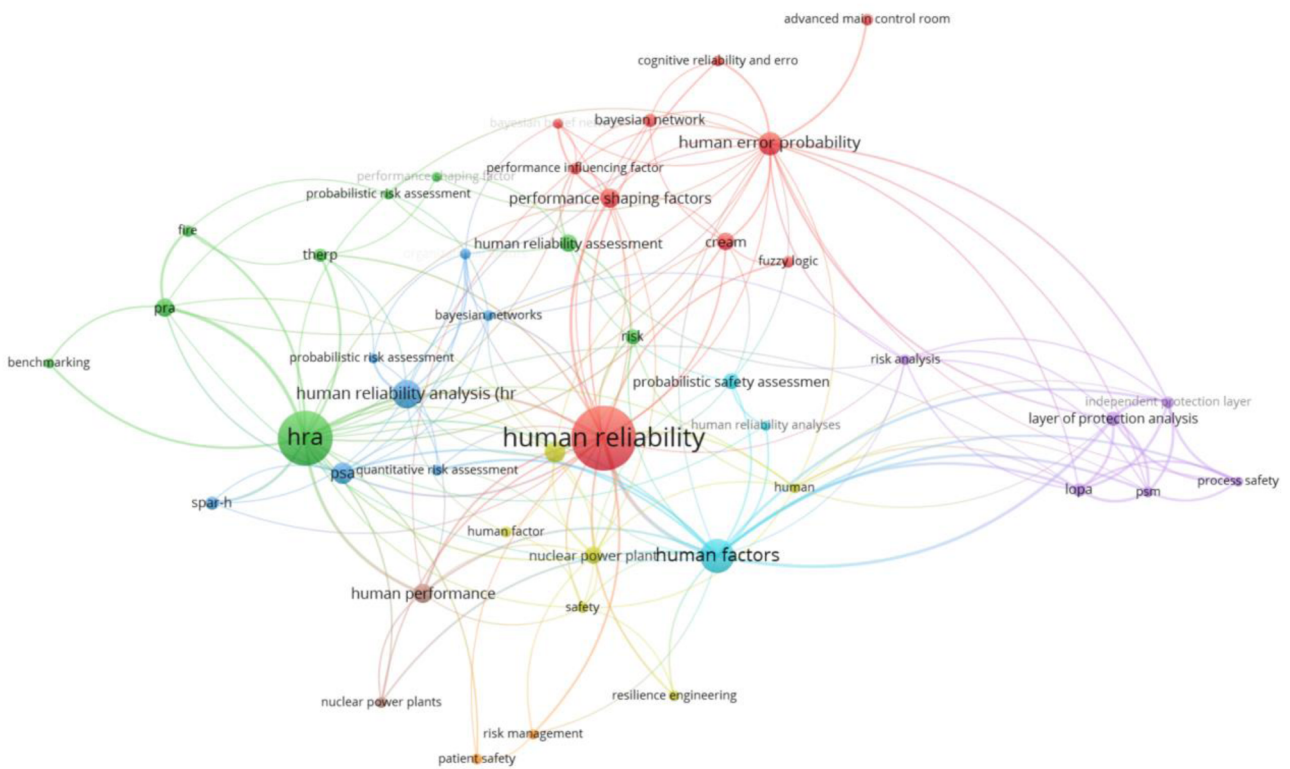 advanced main control room
cognitive reliability and erro
bayesian network
human error probability
performance influencing factor
performance shaping factor
probabilistic risk assessment
performance shaping factors
fire
human reliability assessment
cream
therp
fuzzy logic
pra
bayesian networks
risk
benchmarking
probabilistic risk assessment
risk analysis
probabilistic safety assessmen
human reliability analysis (hr
independent protection layer
layer of protection analysis
human reliability analyses
hra
human reliability
psa
quantitative risk assessment
human
lopa
psm
process safety
spar-h
human factor
nuclear power plant
human factors
human performance
safety
nuclear power plants
resilience engineering
risk management
patient safety